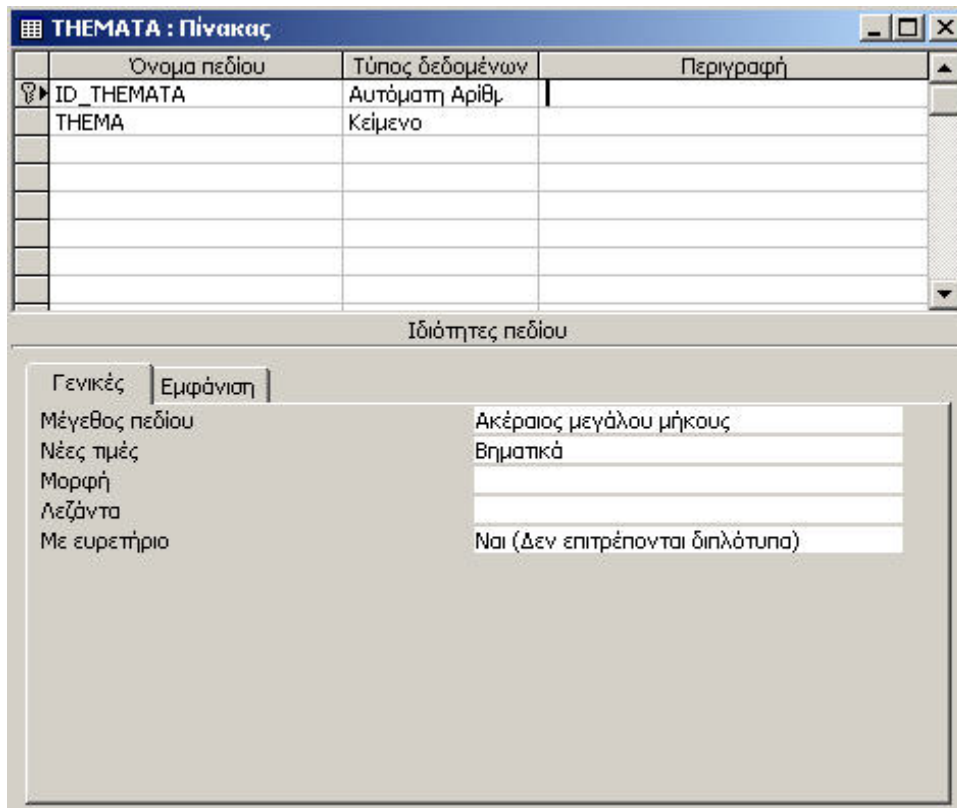 THEMATA : Πίνακας
Όνομα πεδίου Τύπος δεδομένων Περιγραφή
ID_THEMATA Αυτόματη Αρίθμ
THEMA Κείμενο
Ιδιότητες πεδίου
Γενικές Εμφάνιση
Μέγεθος πεδίου Ακέραιος μεγάλου μήκους
Νέες τιμές Βηματικά
Μορφή
Λεζάντα
Με ευρετήριο Ναι (Δεν επιτρέπονται διπλότυπα)